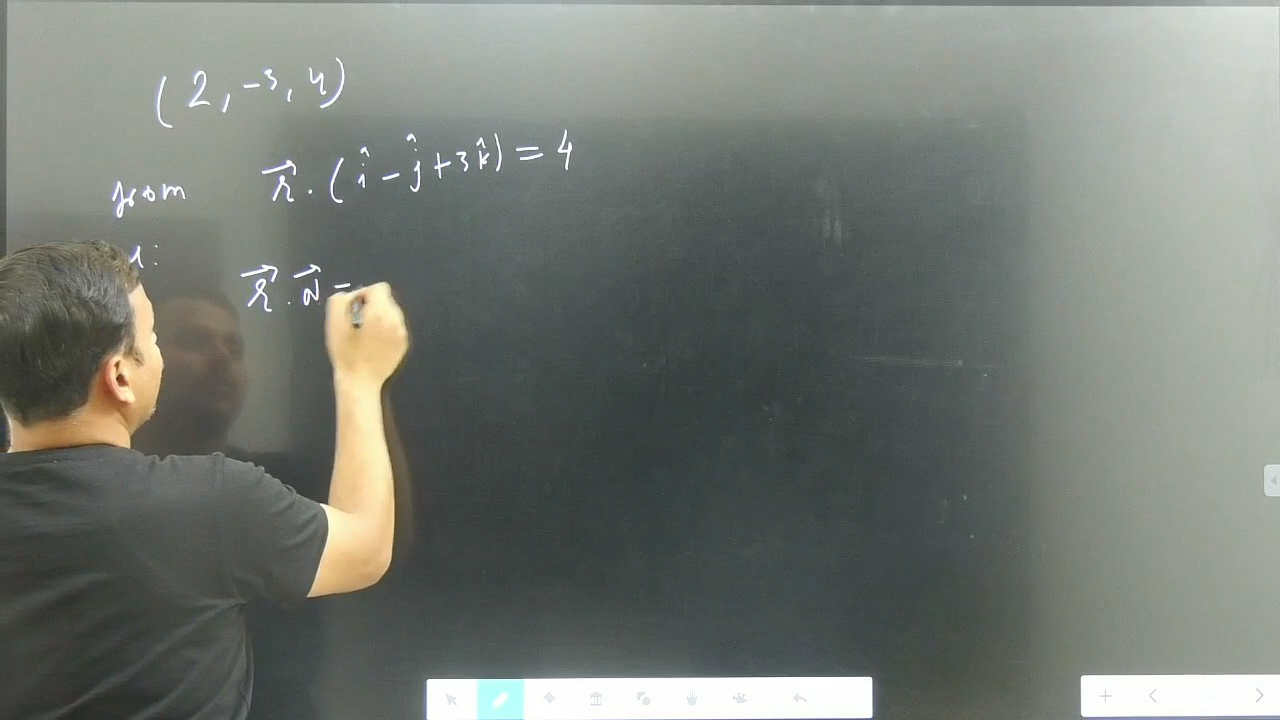 (2, -3, 4)
from r⃗ . (î - ĵ + 3k̂) = 4
r⃗ . n⃗ =